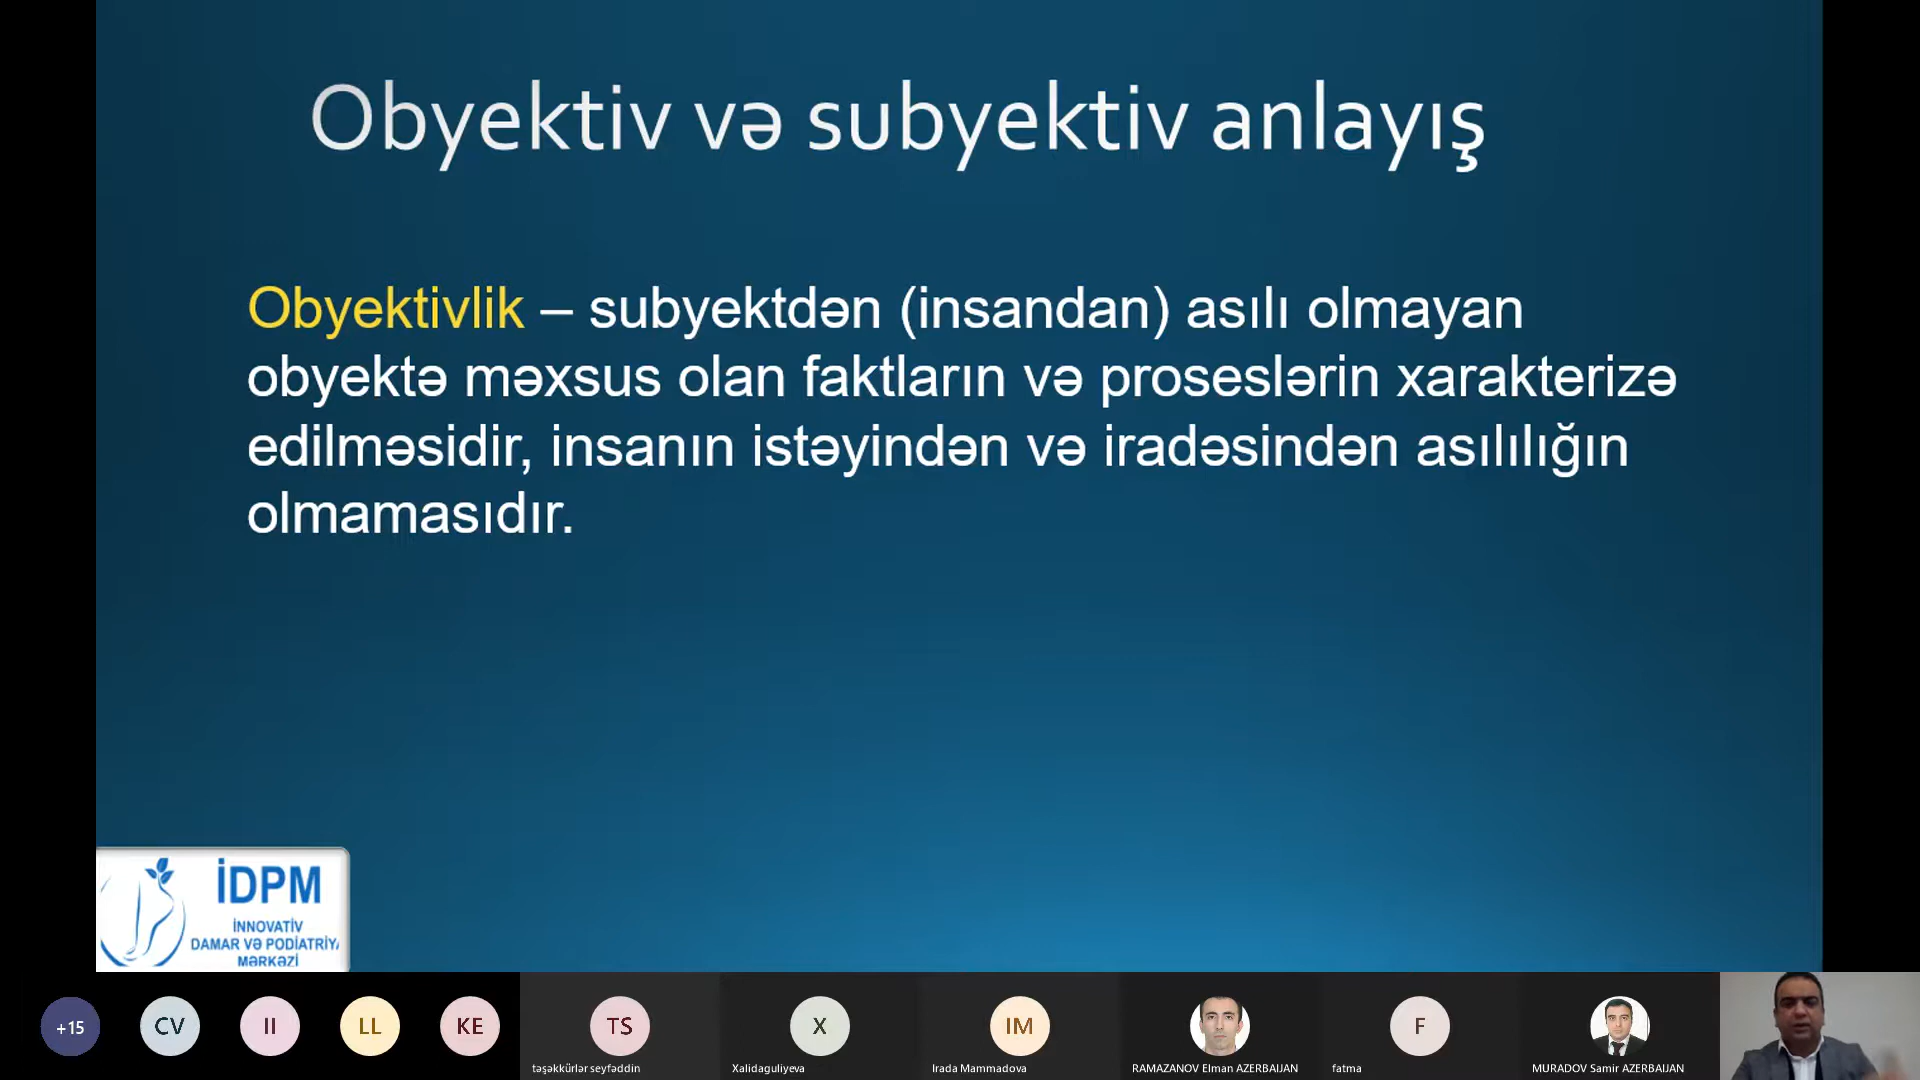 Obyektiv və subyektiv anlayış
Obyektivlik – subyektdən (insandan) asılı olmayan
obyektə məxsus olan faktların və proseslərin xarakterizə
edilməsidir, insanın istəyindən və iradəsindən asılılığın
olmamasıdır.
İDPM
İNNOVATİV
DAMAR VƏ PODİATRİYA
MƏRKƏZİ
+15
CV
II
LL
KE
TS
X
IM
F
təşəkkürlər seyfəddin
Xalidaguliyeva
Irada Mammadova
RAMAZANOV Elman AZERBAIJAN
fatma
MURADOV Samir AZERBAIJAN